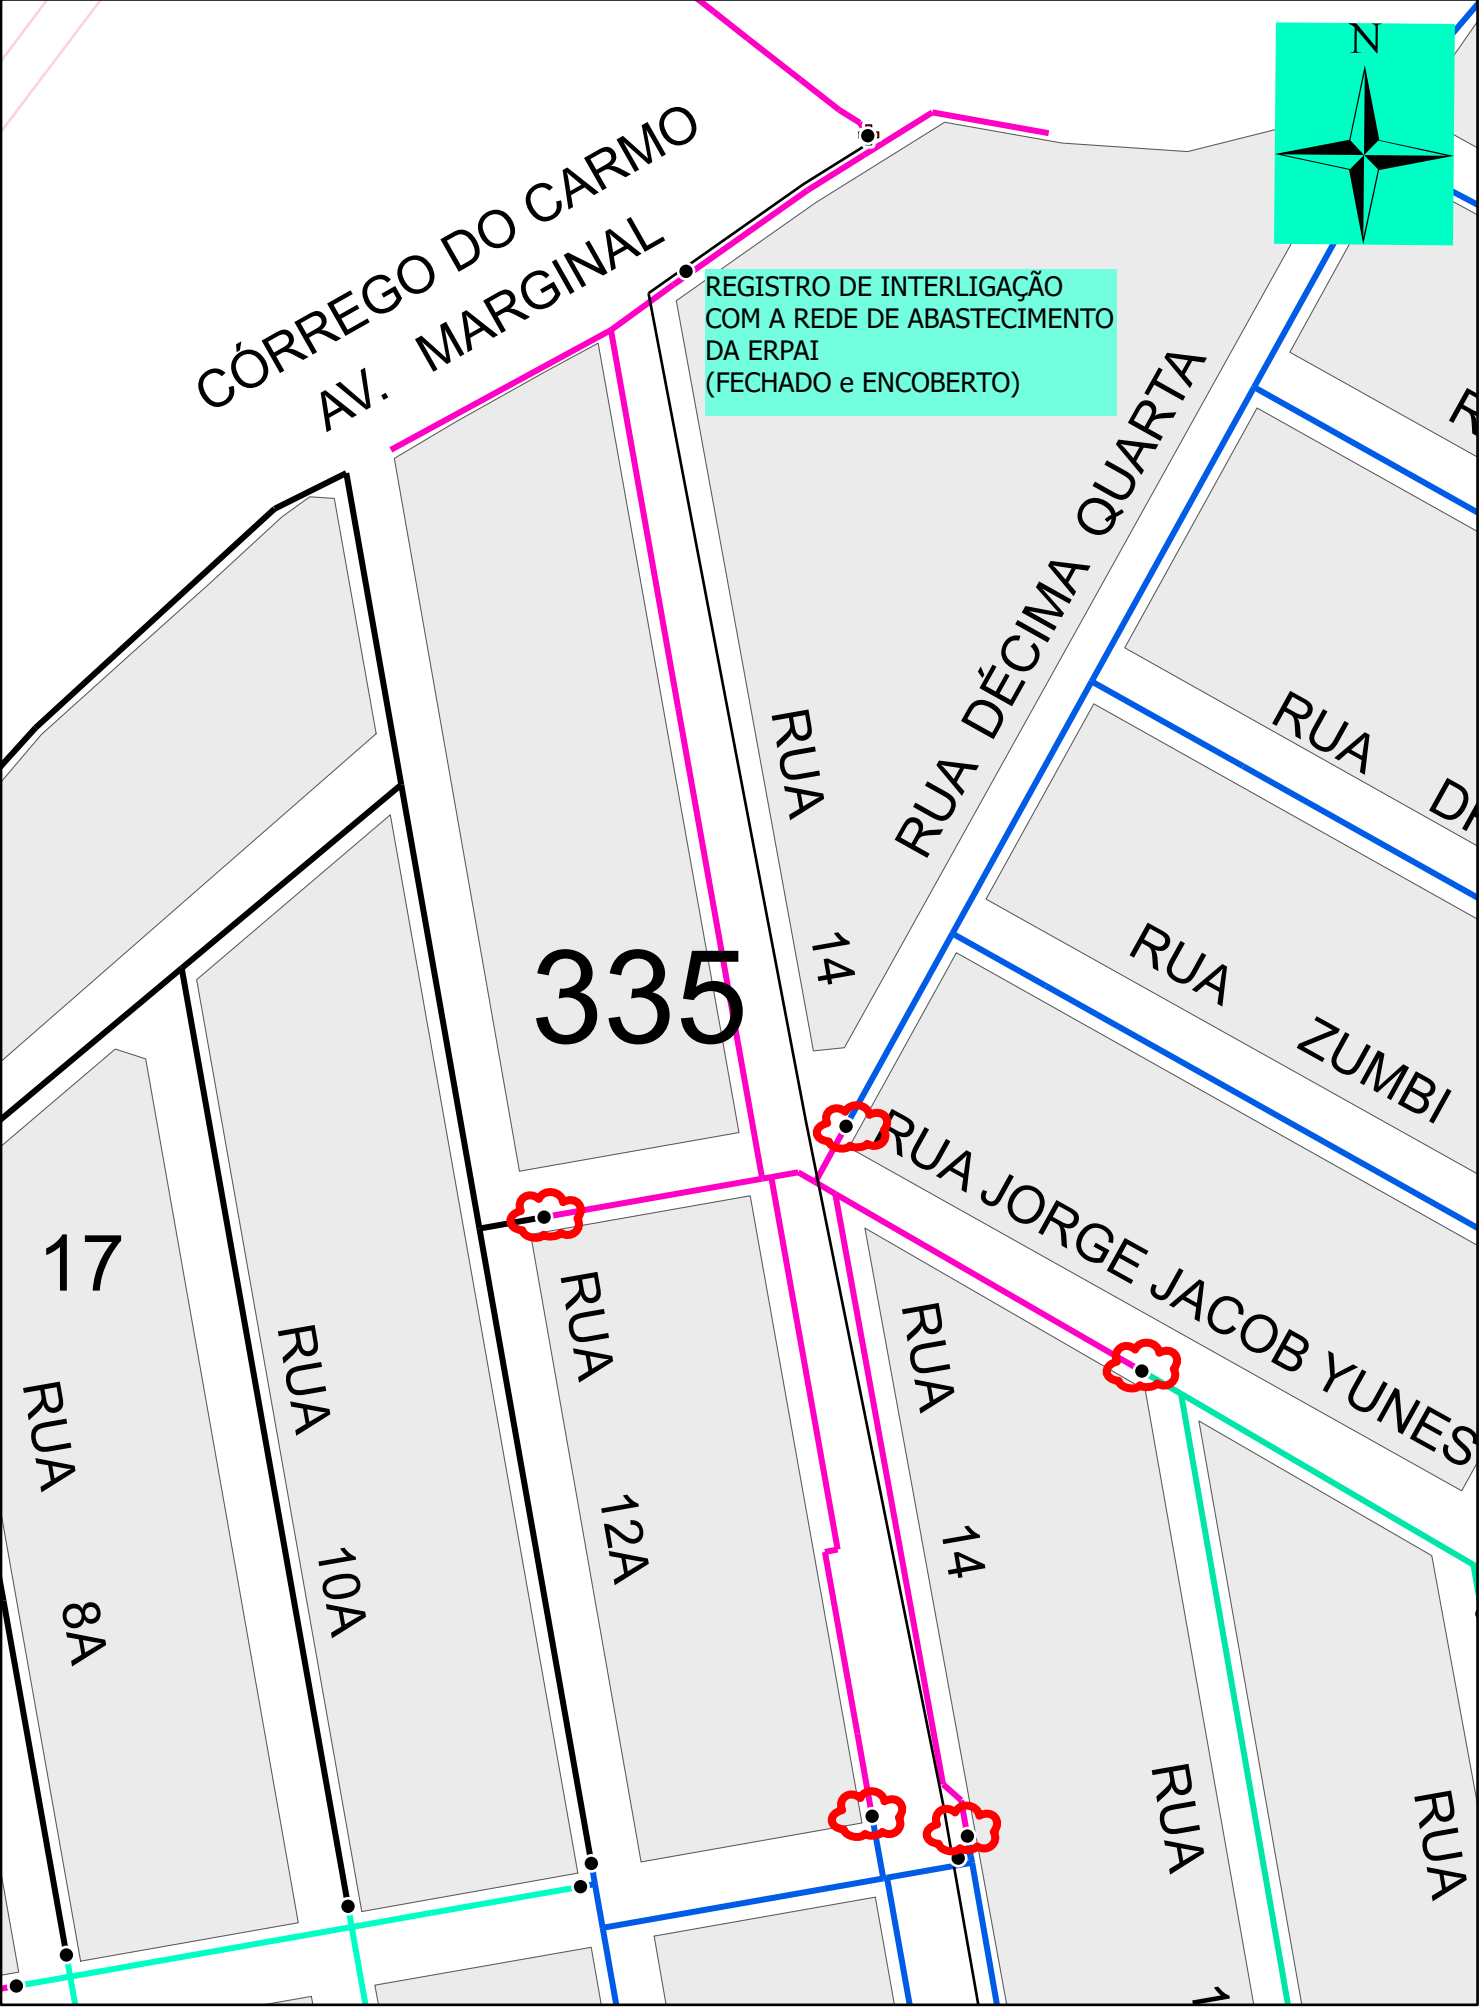 N
CÓRREGO DO CARMO
AV. MARGINAL
REGISTRO DE INTERLIGAÇÃO
COM A REDE DE ABASTECIMENTO
DA ERPAI
(FECHADO e ENCOBERTO)
RUA DÉCIMA QUARTA
RUA 14
RUA
335
RUA ZUMBI
RUA JORGE JACOB YUNES
17
RUA 8A
RUA 10A
RUA 12A
RUA 14
RUA
RUA